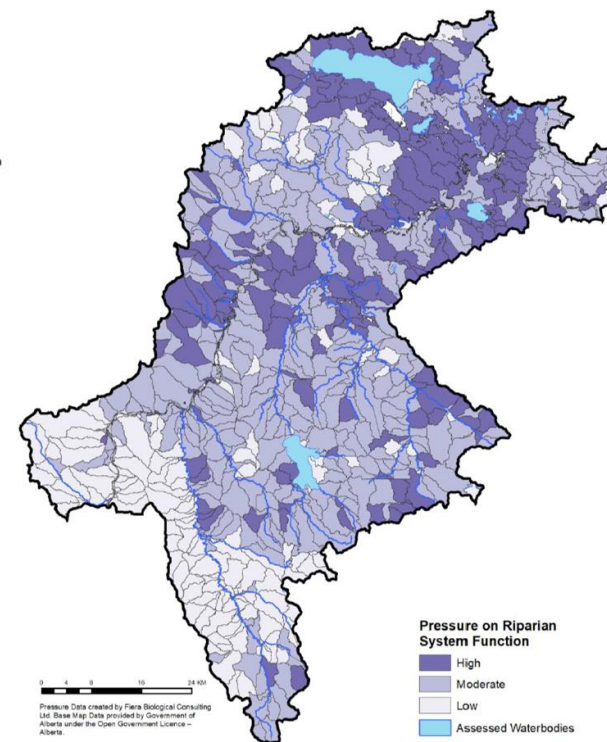 Pressure on Riparian
System Function
High
Moderate
Low
Assessed Waterbodies
0 4 8 16 24 KM
Pressure Data created by Fiera Biological Consulting
Ltd. Base Map Data provided by Government of
Alberta under the Open Government Licence –
Alberta.